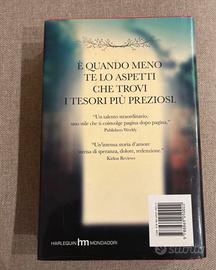 È QUANDO MENO
TE LO ASPETTI
CHE TROVI
I TESORI PIÙ PREZIOSI.
"Un talento straordinario,
uno stile che ti coinvolge pagina dopo pagina."
Publishers Weekly
"Un'intensa storia d'amore
intrisa di speranza, dolore, redenzione."
Kirkus Reviews
HARLEQUIN hm MONDADORI
subito